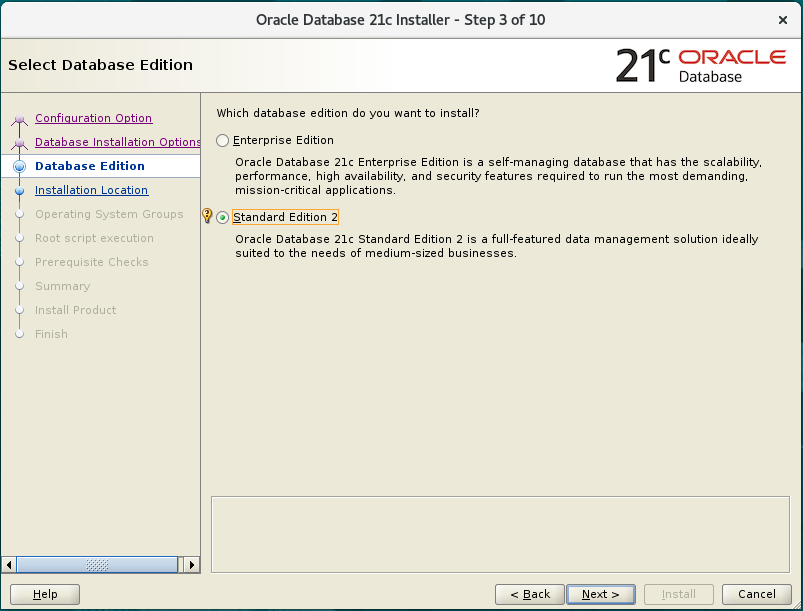 Oracle Database 21c Installer - Step 3 of 10
Select Database Edition
21c ORACLE
Database
Configuration Option
Database Installation Options
Database Edition
Installation Location
Operating System Groups
Root script execution
Prerequisite Checks
Summary
Install Product
Finish
Which database edition do you want to install?
Enterprise Edition
Oracle Database 21c Enterprise Edition is a self-managing database that has the scalability,
performance, high availability, and security features required to run the most demanding,
mission-critical applications.
Standard Edition 2
Oracle Database 21c Standard Edition 2 is a full-featured data management solution ideally
suited to the needs of medium-sized businesses.
Help
< Back
Next >
Install
Cancel